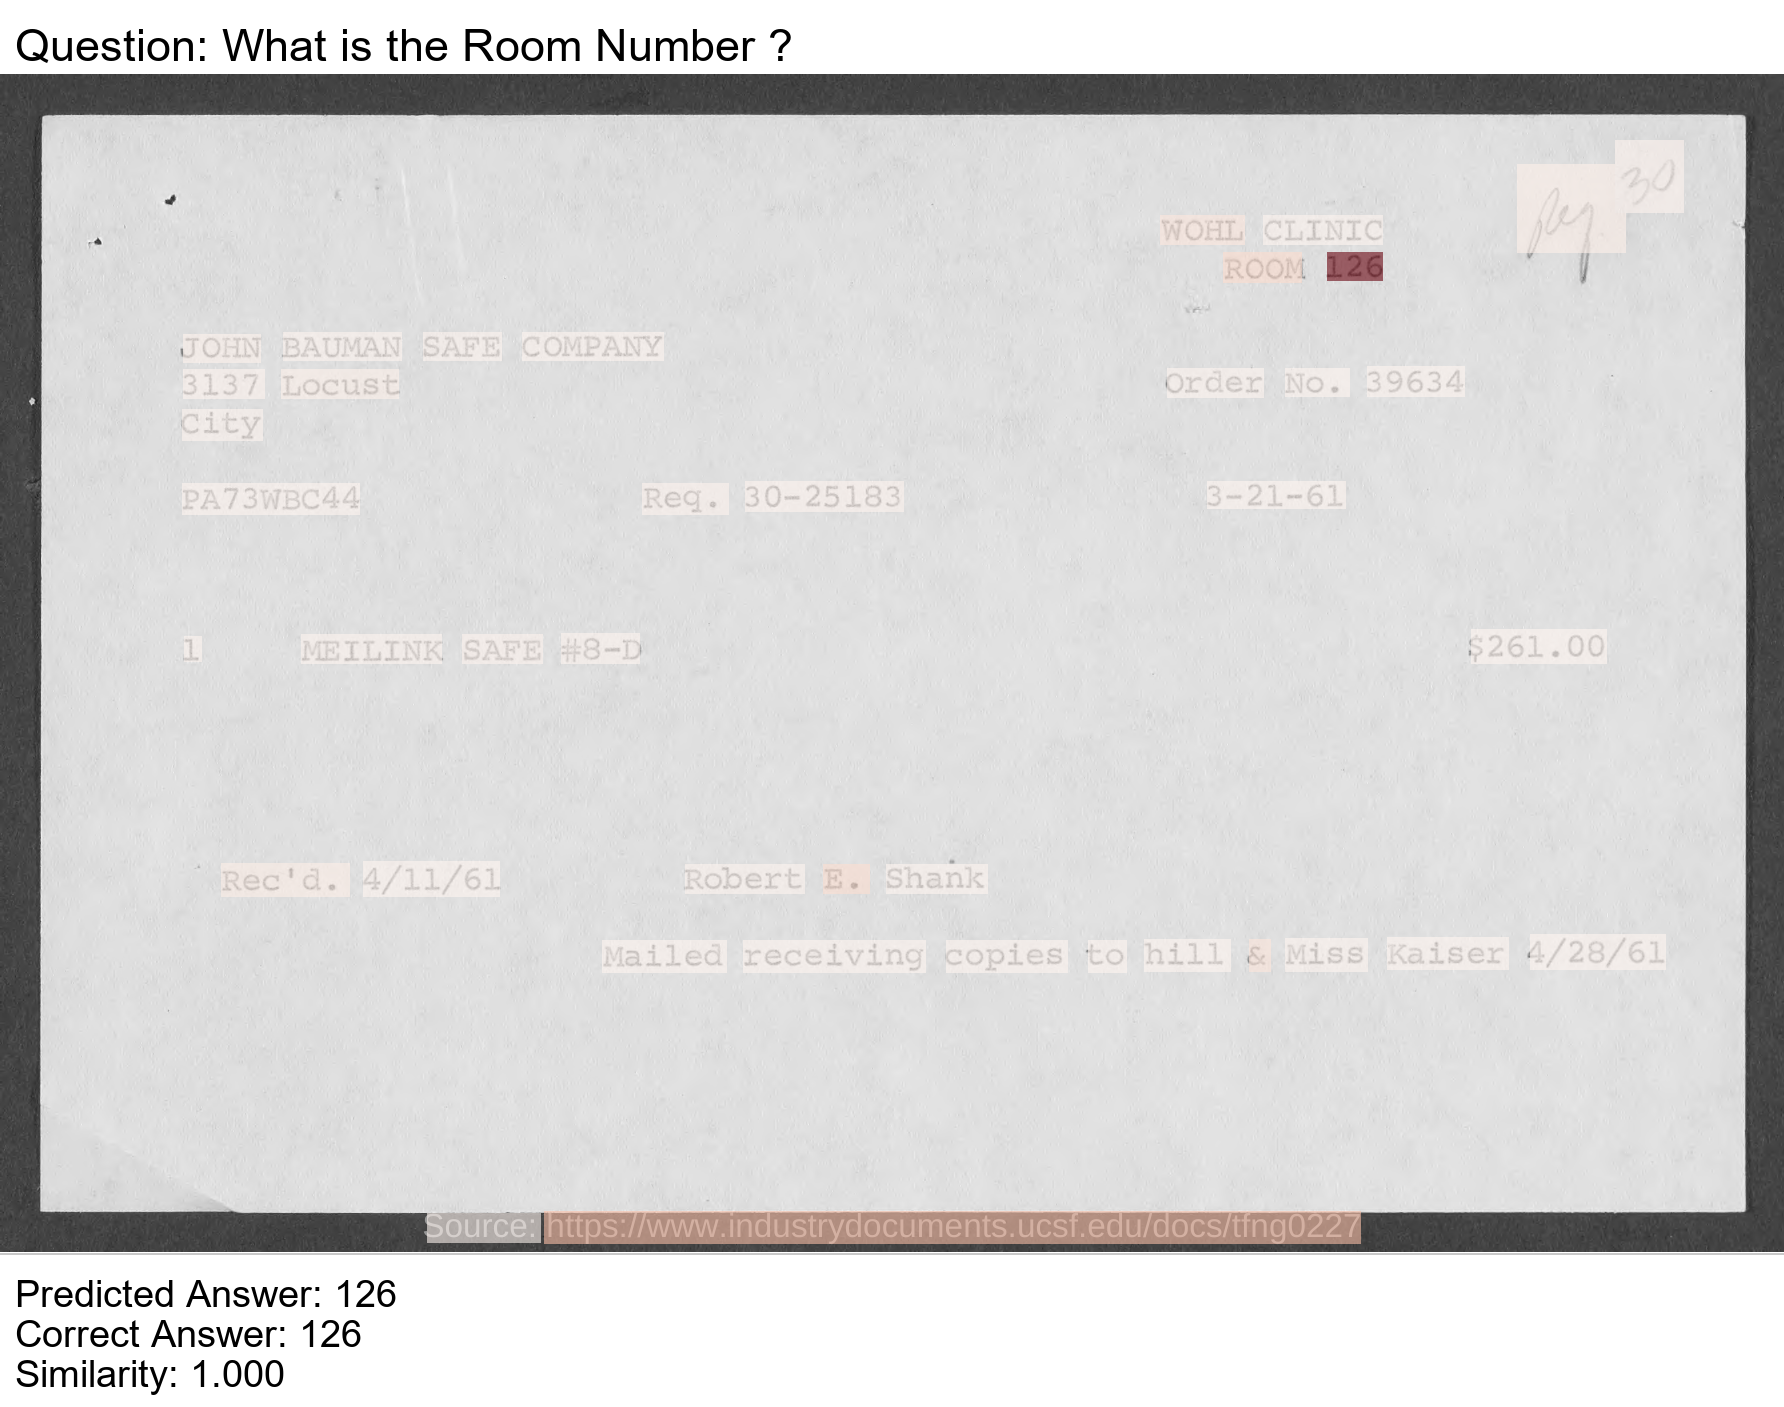 Question: What is the Room Number ?
30
Req.
WOHL CLINIC
ROOM 126
JOHN BAUMAN SAFE COMPANY
3137 Locust
Order No. 39634
City
PA73WBC44 Req. 30-25183 3-21-61
1 MEILINK SAFE #8-D $261.00
Rec'd. 4/11/61 Robert E. Shank
Mailed receiving copies to hill & Miss Kaiser 4/28/61
Source: https://www.industrydocuments.ucsf.edu/docs/tfng0227
Predicted Answer: 126
Correct Answer: 126
Similarity: 1.000